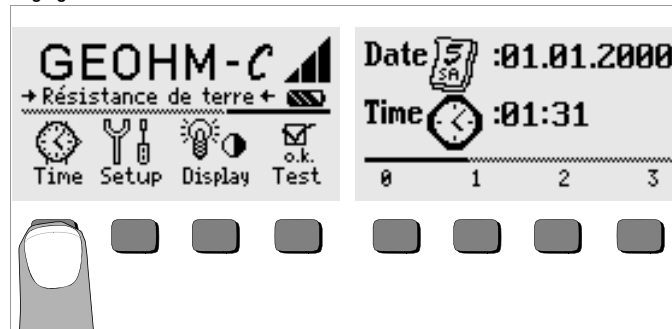 GEOHM-C
→Résistance de terre←
Time Setup Display o.k. Test
Date 5 SA :01.01.2000
Time :01:31
0 1 2 3